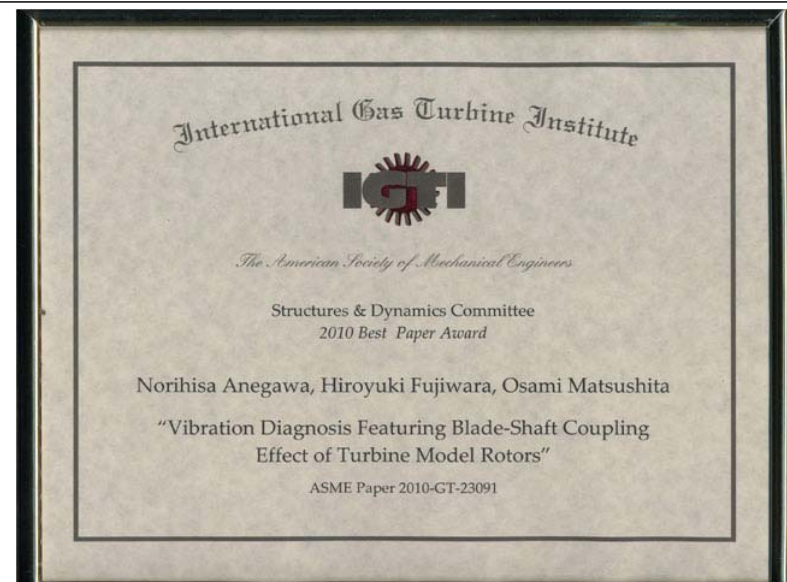 International Gas Turbine Institute
IGTI
The American Society of Mechanical Engineers
Structures & Dynamics Committee
2010 Best Paper Award
Norihisa Anegawa, Hiroyuki Fujiwara, Osami Matsushita
“Vibration Diagnosis Featuring Blade-Shaft Coupling
Effect of Turbine Model Rotors”
ASME Paper 2010-GT-23091